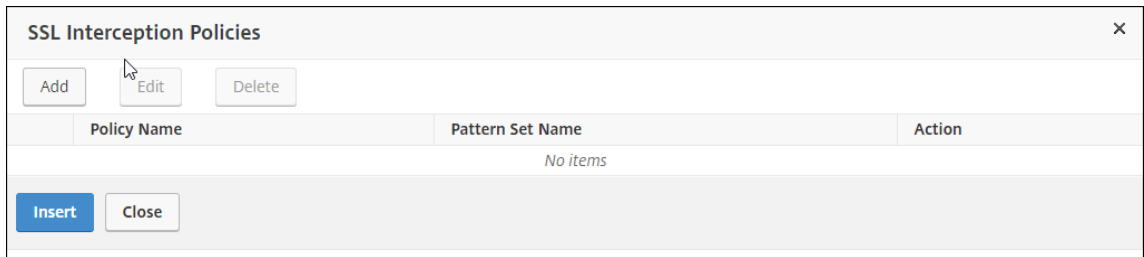 SSL Interception Policies ×
Add Edit Delete
Policy Name Pattern Set Name Action
No items
Insert Close